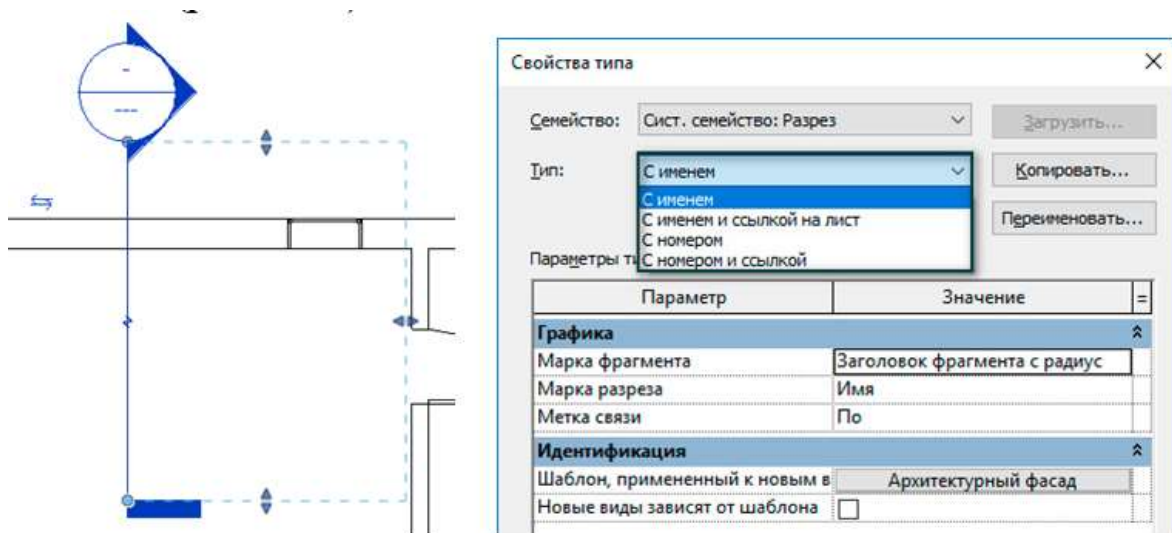 Свойства типа
Семейство: Сист. семейство: Разрез Загрузить...
Тип: С именем Копировать...
С именем
С именем и ссылкой на лист
С номером
С номером и ссылкой
Переименовать...
Параметры
Параметр Значение =
Графика
Марка фрагмента Заголовок фрагмента с радиус
Марка разреза Имя
Метка связи По
Идентификация
Шаблон, примененный к новым в Архитектурный фасад
Новые виды зависят от шаблона
-
---